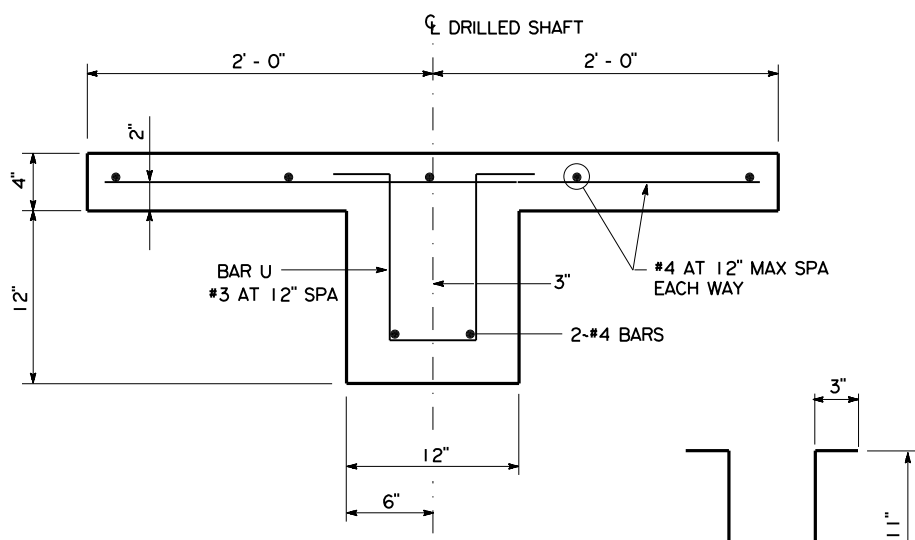 ℄ DRILLED SHAFT
2' - 0" 2' - 0"
2"
4"
12"
BAR U
#3 AT 12" SPA
3"
#4 AT 12" MAX SPA
EACH WAY
2~#4 BARS
12"
6"
3"
11"